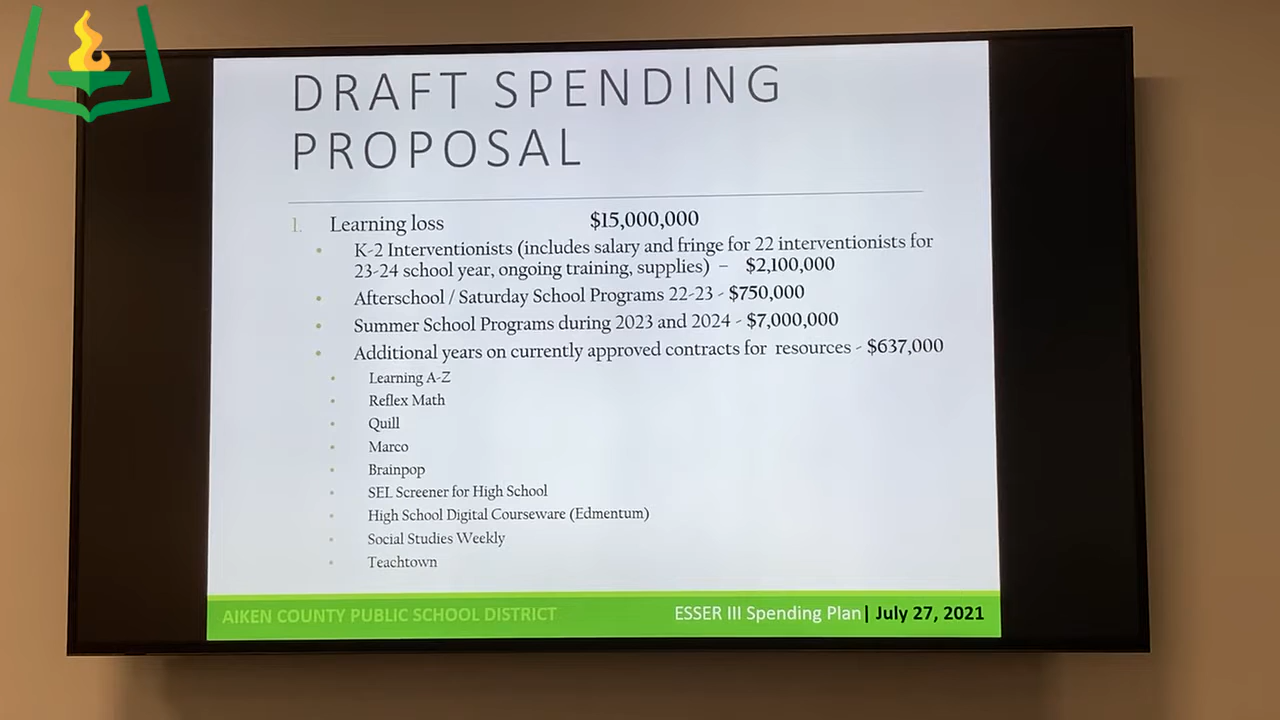 DRAFT SPENDING
PROPOSAL
1. Learning loss $15,000,000
• K-2 Interventionists (includes salary and fringe for 22 interventionists for
23-24 school year, ongoing training, supplies) – $2,100,000
• Afterschool / Saturday School Programs 22-23 - $750,000
• Summer School Programs during 2023 and 2024 - $7,000,000
• Additional years on currently approved contracts for resources - $637,000
• Learning A-Z
• Reflex Math
• Quill
• Marco
• Brainpop
• SEL Screener for High School
• High School Digital Courseware (Edmentum)
• Social Studies Weekly
• Teachtown
AIKEN COUNTY PUBLIC SCHOOL DISTRICT ESSER III Spending Plan| July 27, 2021